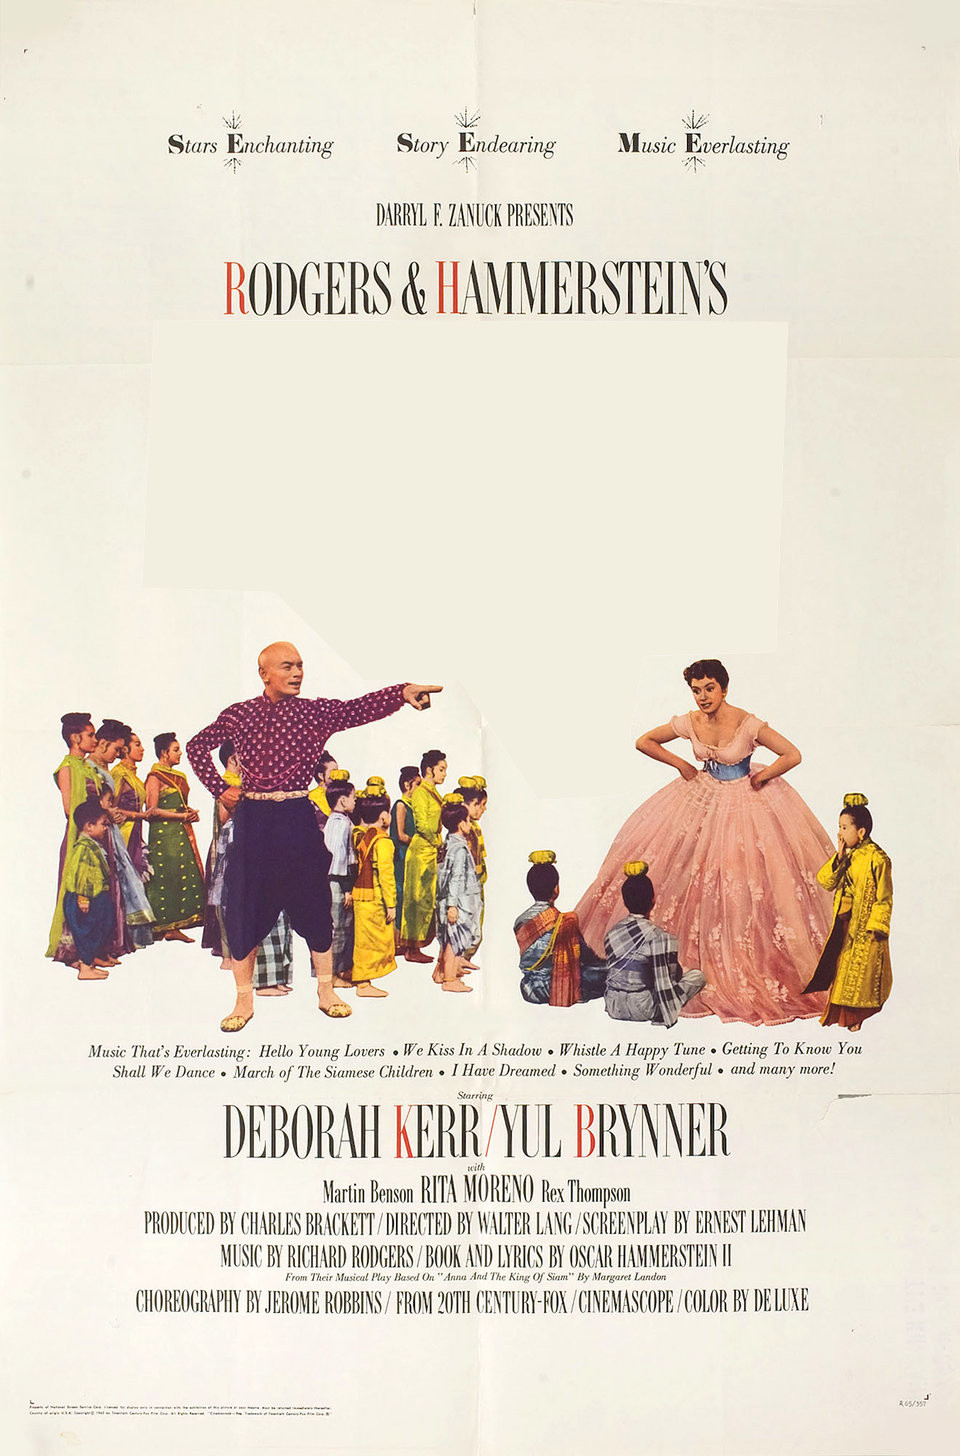 Stars Enchanting Story Endearing Music Everlasting
DARRYL F. ZANUCK PRESENTS
RODGERS & HAMMERSTEIN'S
Music That's Everlasting: Hello Young Lovers • We Kiss In A Shadow • Whistle A Happy Tune • Getting To Know You
Shall We Dance • March of The Siamese Children • I Have Dreamed • Something Wonderful • and many more!
Starring
DEBORAH KERR/YUL BRYNNER
with
Martin Benson RITA MORENO Rex Thompson
PRODUCED BY CHARLES BRACKETT/DIRECTED BY WALTER LANG/SCREENPLAY BY ERNEST LEHMAN
MUSIC BY RICHARD RODGERS/BOOK AND LYRICS BY OSCAR HAMMERSTEIN II
From Their Musical Play Based On "Anna And The King Of Siam" By Margaret Landon
CHOREOGRAPHY BY JEROME ROBBINS/ FROM 20TH CENTURY-FOX/CINEMASCOPE/COLOR BY DE LUXE